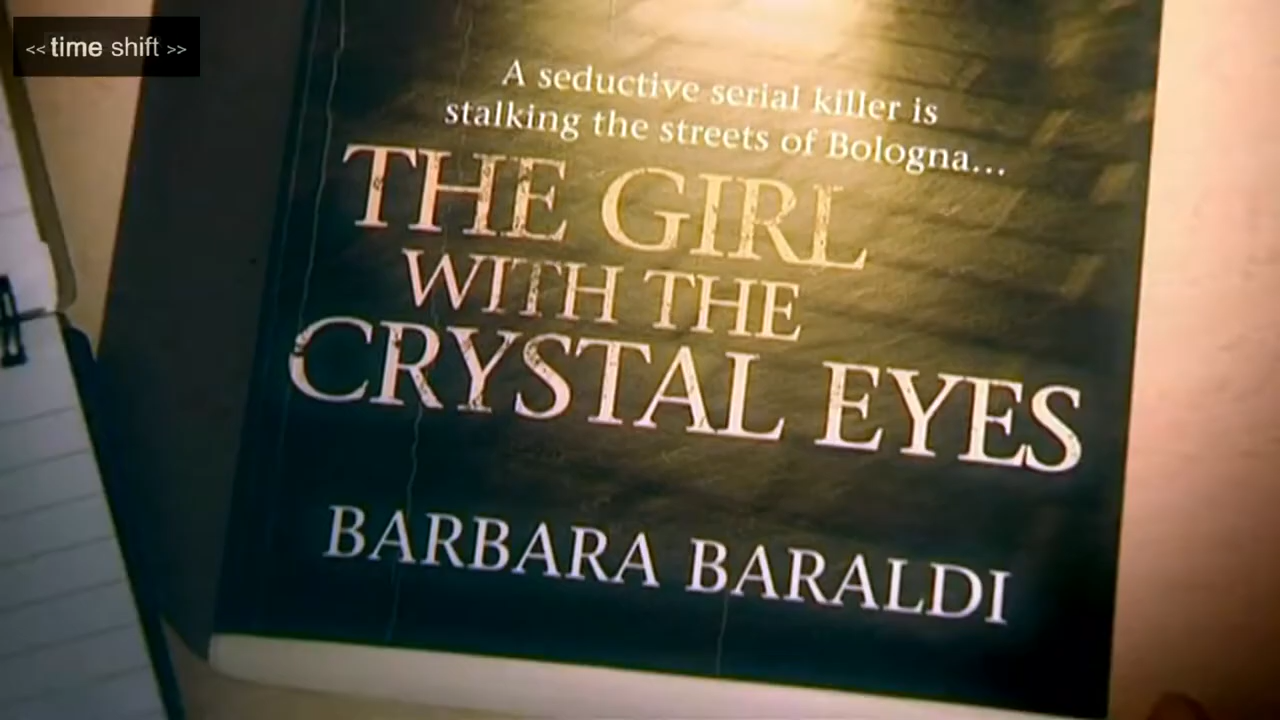 << time shift >>
A seductive serial killer is
stalking the streets of Bologna...
THE GIRL
WITH THE
CRYSTAL EYES
BARBARA BARALDI